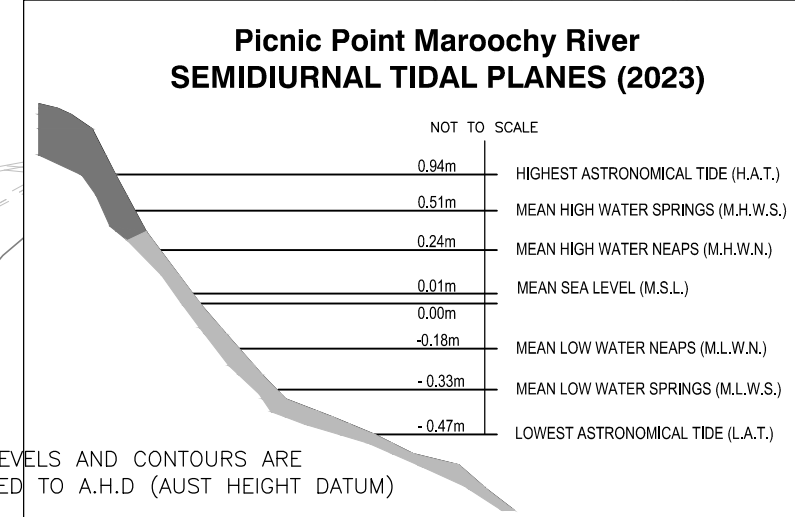 Picnic Point Maroochy River
SEMIDIURNAL TIDAL PLANES (2023)
NOT TO SCALE
0.94m HIGHEST ASTRONOMICAL TIDE (H.A.T.)
0.51m MEAN HIGH WATER SPRINGS (M.H.W.S.)
0.24m MEAN HIGH WATER NEAPS (M.H.W.N.)
0.01m MEAN SEA LEVEL (M.S.L.)
0.00m
-0.18m MEAN LOW WATER NEAPS (M.L.W.N.)
- 0.33m MEAN LOW WATER SPRINGS (M.L.W.S.)
- 0.47m LOWEST ASTRONOMICAL TIDE (L.A.T.)
EVELS AND CONTOURS ARE
ED TO A.H.D (AUST HEIGHT DATUM)